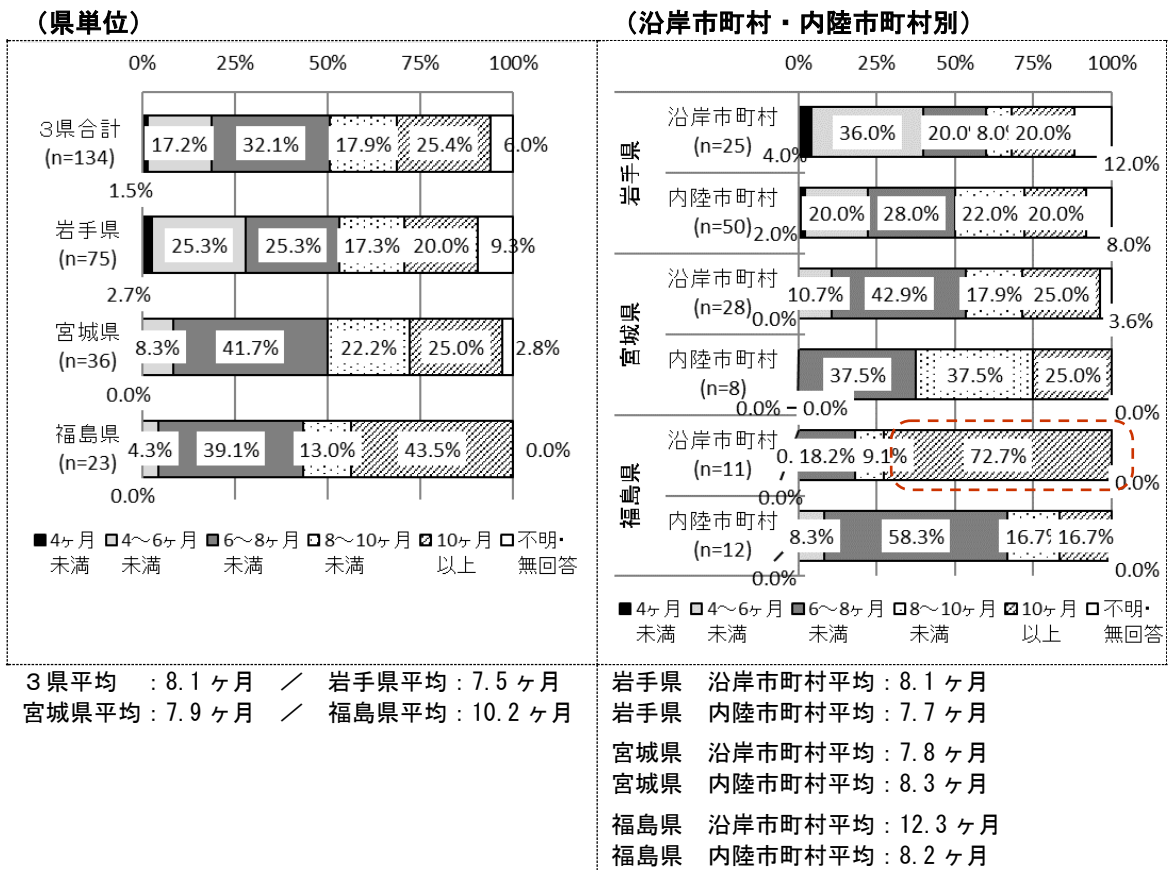 （県単位）
0% 25% 50% 75% 100%
３県合計
(n=134)
17.2% 32.1% 17.9% 25.4% 6.0%
1.5%
岩手県
(n=75)
25.3% 25.3% 17.3% 20.0% 9.3%
2.7%
宮城県
(n=36)
8.3% 41.7% 22.2% 25.0% 2.8%
0.0%
福島県
(n=23)
4.3% 39.1% 13.0% 43.5% 0.0%
0.0%
■4ヶ月未満 □4～6ヶ月未満 ■6～8ヶ月未満 □8～10ヶ月未満 □10ヶ月以上 □不明・無回答
３県平均　：8.1ヶ月　／　岩手県平均：7.5ヶ月
宮城県平均：7.9ヶ月　／　福島県平均：10.2ヶ月
（沿岸市町村・内陸市町村別）
0% 25% 50% 75% 100%
岩手県
沿岸市町村
(n=25)
4.0% 36.0% 20.0% 8.0% 20.0% 12.0%
内陸市町村
(n=50)
2.0% 20.0% 28.0% 22.0% 20.0% 8.0%
宮城県
沿岸市町村
(n=28)
0.0% 10.7% 42.9% 17.9% 25.0% 3.6%
内陸市町村
(n=8)
0.0% 0.0% 37.5% 37.5% 25.0% 0.0%
福島県
沿岸市町村
(n=11)
0.0% 18.2% 9.1% 72.7% 0.0%
内陸市町村
(n=12)
0.0% 8.3% 58.3% 16.7% 16.7% 0.0%
■4ヶ月未満 □4～6ヶ月未満 ■6～8ヶ月未満 □8～10ヶ月未満 □10ヶ月以上 □不明・無回答
岩手県　沿岸市町村平均：8.1ヶ月
岩手県　内陸市町村平均：7.7ヶ月
宮城県　沿岸市町村平均：7.8ヶ月
宮城県　内陸市町村平均：8.3ヶ月
福島県　沿岸市町村平均：12.3ヶ月
福島県　内陸市町村平均：8.2ヶ月